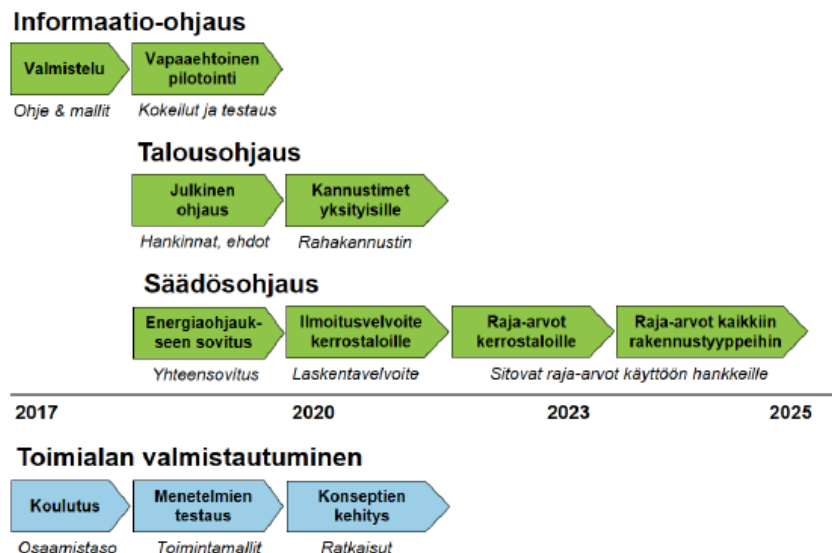 Informaatio-ohjaus
Valmistelu
Vapaaehtoinen
pilotointi
Ohje & mallit
Kokeilut ja testaus
Talousohjaus
Julkinen
ohjaus
Kannustimet
yksityisille
Hankinnat, ehdot
Rahakannustin
Säädösohjaus
Energiaohjauk-
seen sovitus
Ilmoitusvelvoite
kerrostaloille
Raja-arvot
kerrostaloille
Raja-arvot kaikkiin
rakennustyyppeihin
Yhteensovitus
Laskentavelvoite
Sitovat raja-arvot käyttöön hankkeille
2017
2020
2023
2025
Toimialan valmistautuminen
Koulutus
Menetelmien
testaus
Konseptien
kehitys
Osaamistaso
Toimintamallit
Ratkaisut